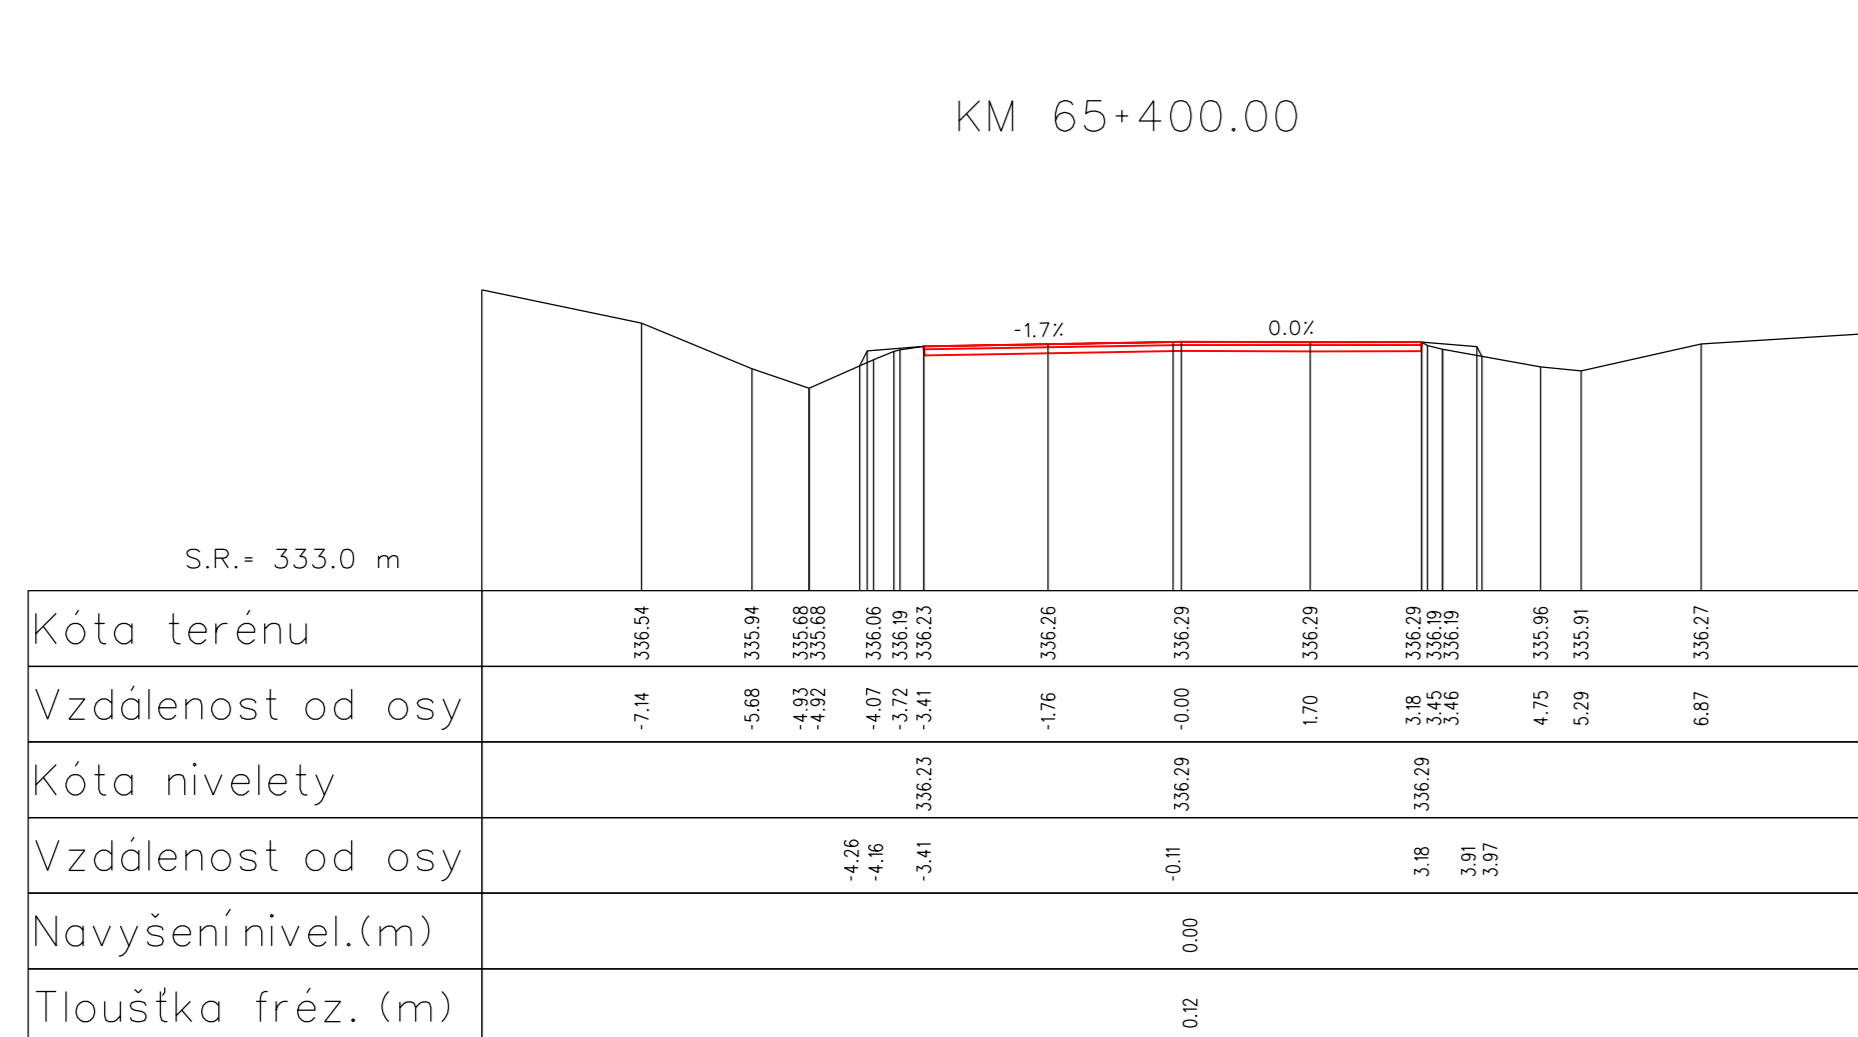 KM 65+400.00
-1.7% 0.0%
S.R.= 333.0 m
Kóta terénu 336.54 335.94 335.68 335.68 336.06 336.19 336.23 336.26 336.29 336.29 336.29 336.19 336.19 335.96 335.91 336.27
Vzdálenost od osy -7.14 -5.68 -4.93 -4.92 -4.07 -3.72 -3.41 -1.76 -0.00 1.70 3.18 3.45 3.46 4.75 5.29 6.87
Kóta nivelety 336.23 336.29 336.29
Vzdálenost od osy -4.26 -4.16 -3.41 -0.11 3.18 3.91 3.97
Navyšení nivel.(m) 0.00
Tloušťka fréz. (m) 0.12